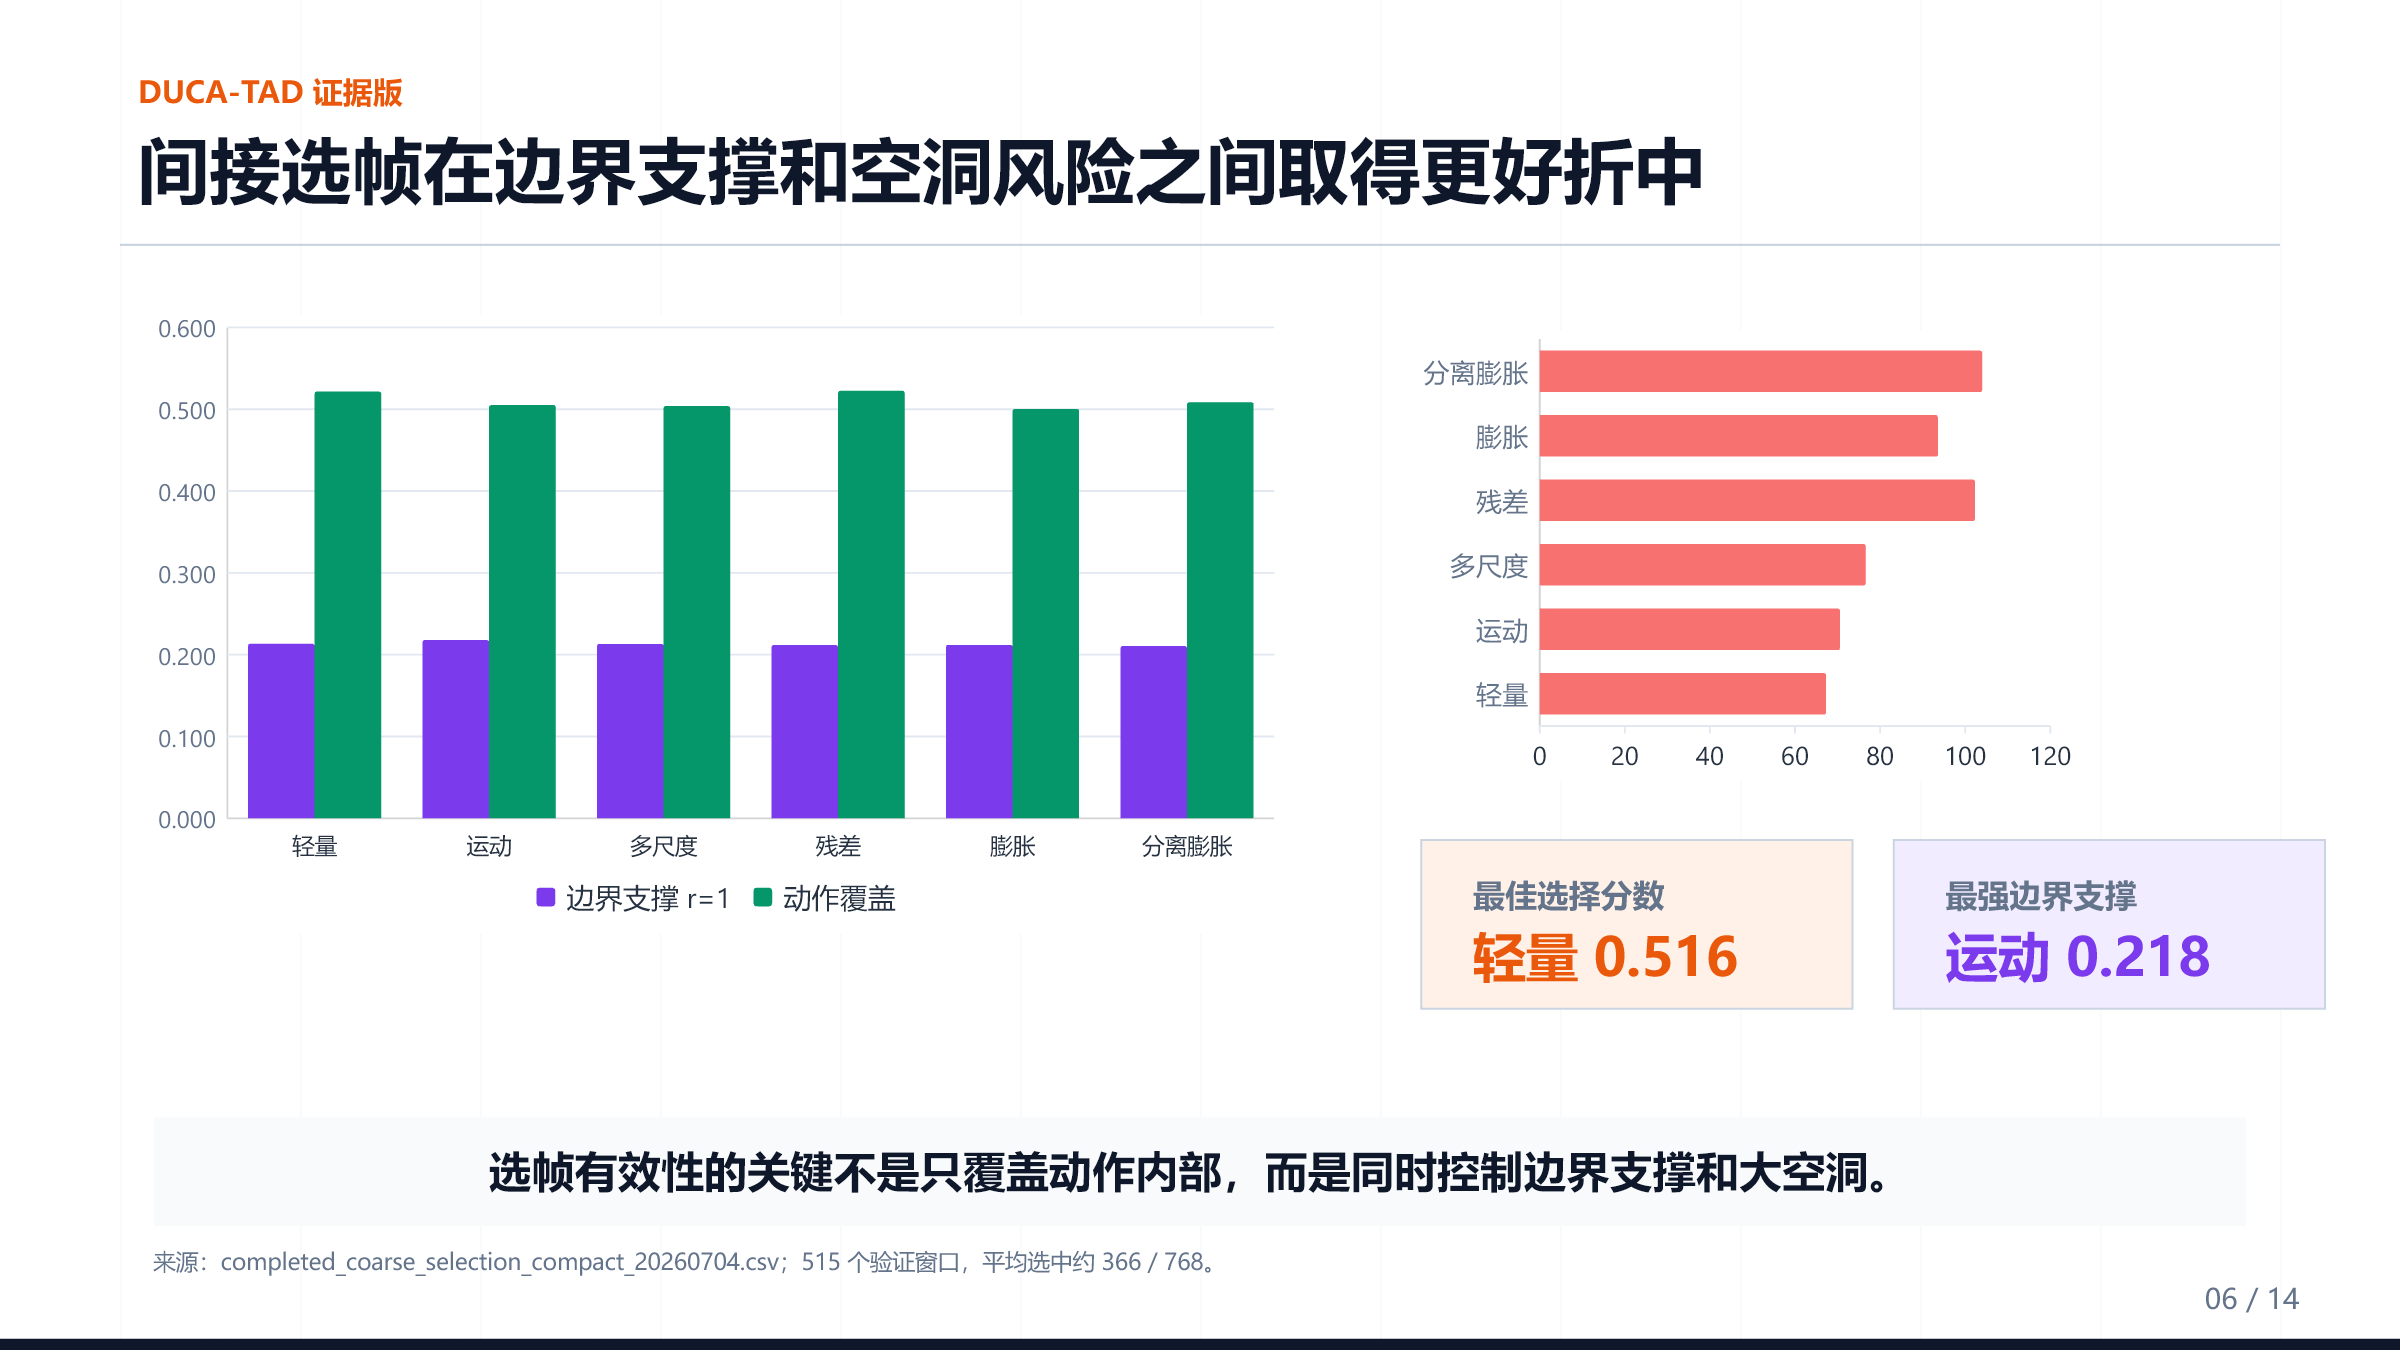 DUCA-TAD 证据版
间接选帧在边界支撑和空洞风险之间取得更好折中
0.600
0.500
0.400
0.300
0.200
0.100
0.000
轻量
运动
多尺度
残差
膨胀
分离膨胀
边界支撑 r=1
动作覆盖
分离膨胀
膨胀
残差
多尺度
运动
轻量
0 20 40 60 80 100 120
最佳选择分数
轻量 0.516
最强边界支撑
运动 0.218
选帧有效性的关键不是只覆盖动作内部，而是同时控制边界支撑和大空洞。
来源：completed_coarse_selection_compact_20260704.csv；515 个验证窗口，平均选中约 366 / 768。
06 / 14